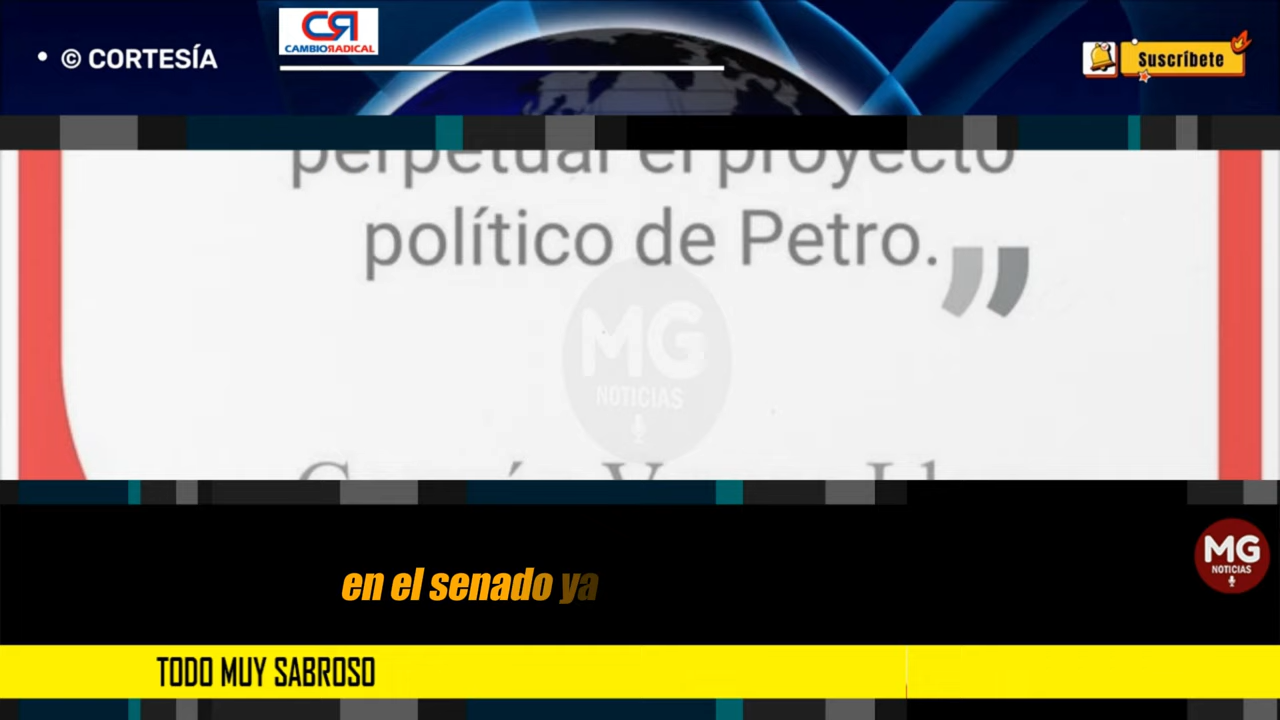 • © CORTESÍA
CR
CAMBIO RADICAL
Suscríbete
perpetuar el proyecto
político de Petro.”
MG
NOTICIAS
en el senado ya
MG
NOTICIAS
TODO MUY SABROSO